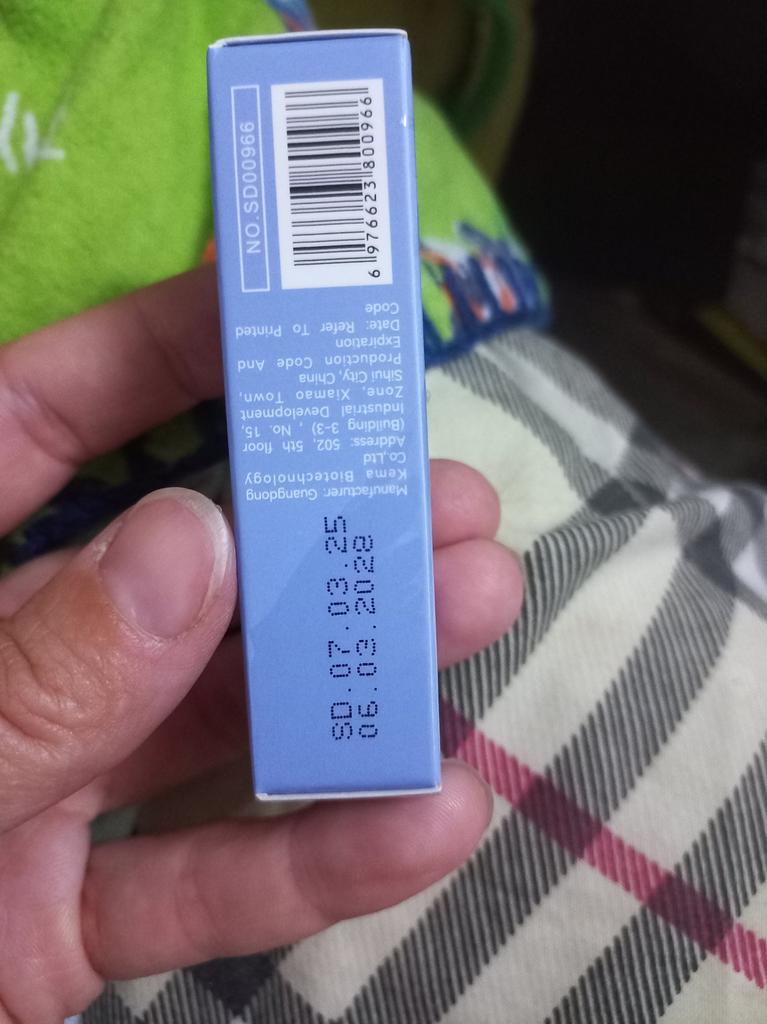 NO.SD00966
6 976623 800966
Manufacturer: Guangdong
Kema Biotechnology
Co,Ltd
Address: 502, 5th floor
(Building 3-3) , No. 15,
Industrial Development
Zone, Xiamao Town,
Sihui City, China
Production Code And
Expiration
Date: Refer To Printed
Code
SD.07.03.25
06.03.2028